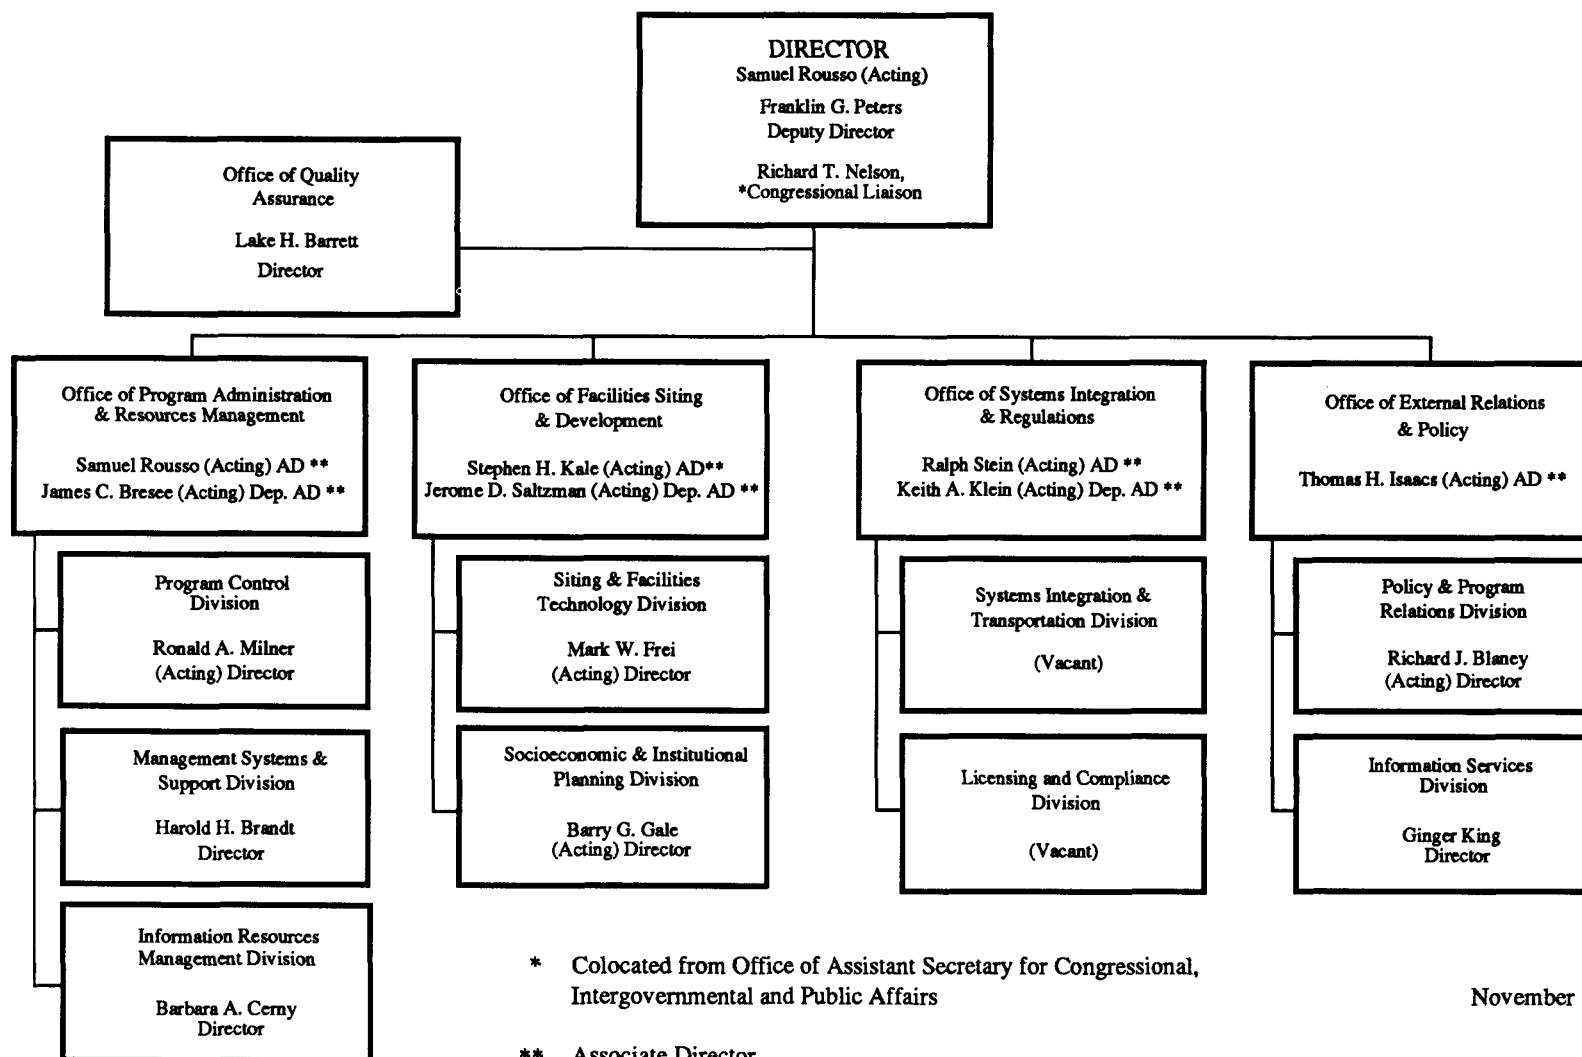 DIRECTOR
Samuel Rousso (Acting)
Franklin G. Peters
Deputy Director
Richard T. Nelson,
*Congressional Liaison
Office of Quality
Assurance
Lake H. Barrett
Director
Office of Program Administration
& Resources Management
Samuel Rousso (Acting) AD **
James C. Bresee (Acting) Dep. AD **
Program Control
Division
Ronald A. Milner
(Acting) Director
Management Systems &
Support Division
Harold H. Brandt
Director
Information Resources
Management Division
Barbara A. Cerny
Director
Office of Facilities Siting
& Development
Stephen H. Kale (Acting) AD**
Jerome D. Saltzman (Acting) Dep. AD **
Siting & Facilities
Technology Division
Mark W. Frei
(Acting) Director
Socioeconomic & Institutional
Planning Division
Barry G. Gale
(Acting) Director
Office of Systems Integration
& Regulations
Ralph Stein (Acting) AD **
Keith A. Klein (Acting) Dep. AD **
Systems Integration &
Transportation Division
(Vacant)
Licensing and Compliance
Division
(Vacant)
Office of External Relations
& Policy
Thomas H. Isaacs (Acting) AD **
Policy & Program
Relations Division
Richard J. Blaney
(Acting) Director
Information Services
Division
Ginger King
Director
* Colocated from Office of Assistant Secretary for Congressional,
Intergovernmental and Public Affairs
November
** Associate Director